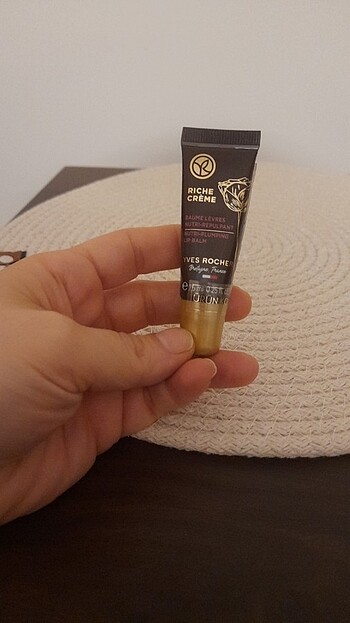 RICHE
CRÈME
BAUME LÈVRES
NUTRI-REPULPANT
NUTRI-PLUMPING
LIP BALM
YVES ROCHER
Bretagne, France